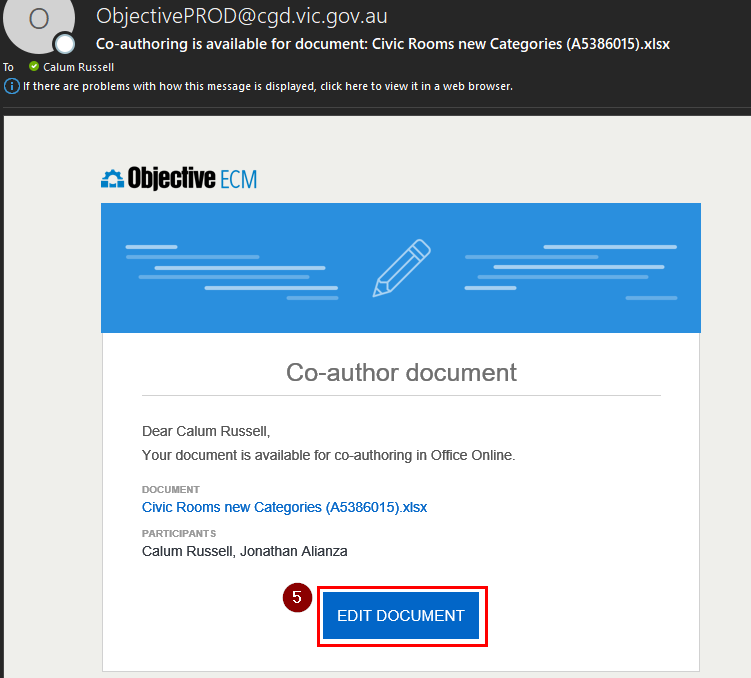 O
ObjectivePROD@cgd.vic.gov.au
Co-authoring is available for document: Civic Rooms new Categories (A5386015).xlsx
To Calum Russell
If there are problems with how this message is displayed, click here to view it in a web browser.
Objective ECM
Co-author document
Dear Calum Russell,
Your document is available for co-authoring in Office Online.
DOCUMENT
Civic Rooms new Categories (A5386015).xlsx
PARTICIPANTS
Calum Russell, Jonathan Alianza
5
EDIT DOCUMENT